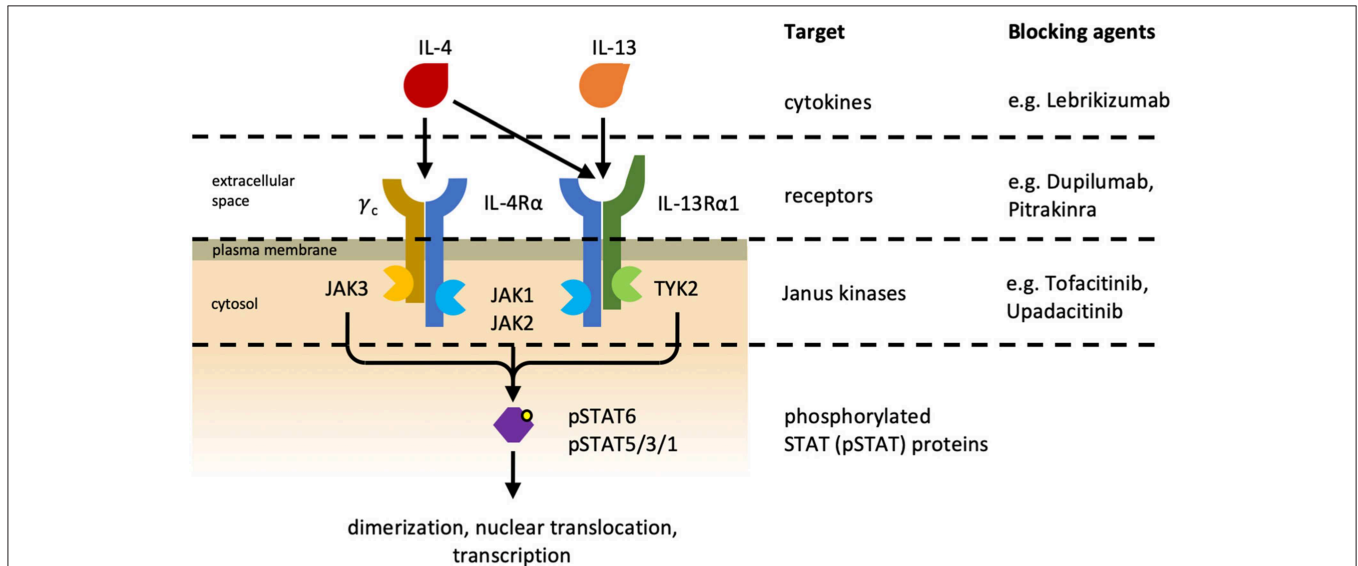 IL-4
IL-13
Target
Blocking agents
cytokines
e.g. Lebrikizumab
extracellular
space
γc
IL-4Rα
IL-13Rα1
receptors
e.g. Dupilumab,
Pitrakinra
plasma membrane
cytosol
JAK3
JAK1
JAK2
TYK2
Janus kinases
e.g. Tofacitinib,
Upadacitinib
pSTAT6
pSTAT5/3/1
phosphorylated
STAT (pSTAT) proteins
dimerization, nuclear translocation,
transcription